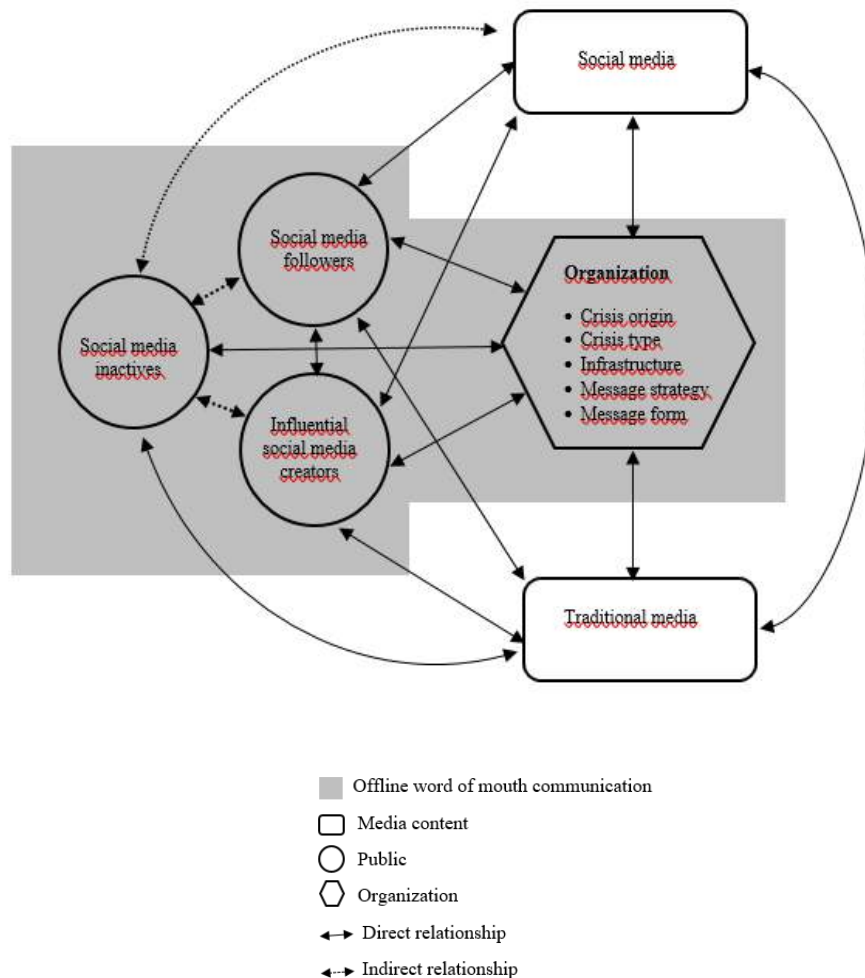 Social media
Social media
followers
Organization
• Crisis origin
• Crisis type
• Infrastructure
• Message strategy
• Message form
Social media
inactives
Influential
social media
creators
Traditional media
Offline word of mouth communication
Media content
Public
Organization
Direct relationship
Indirect relationship